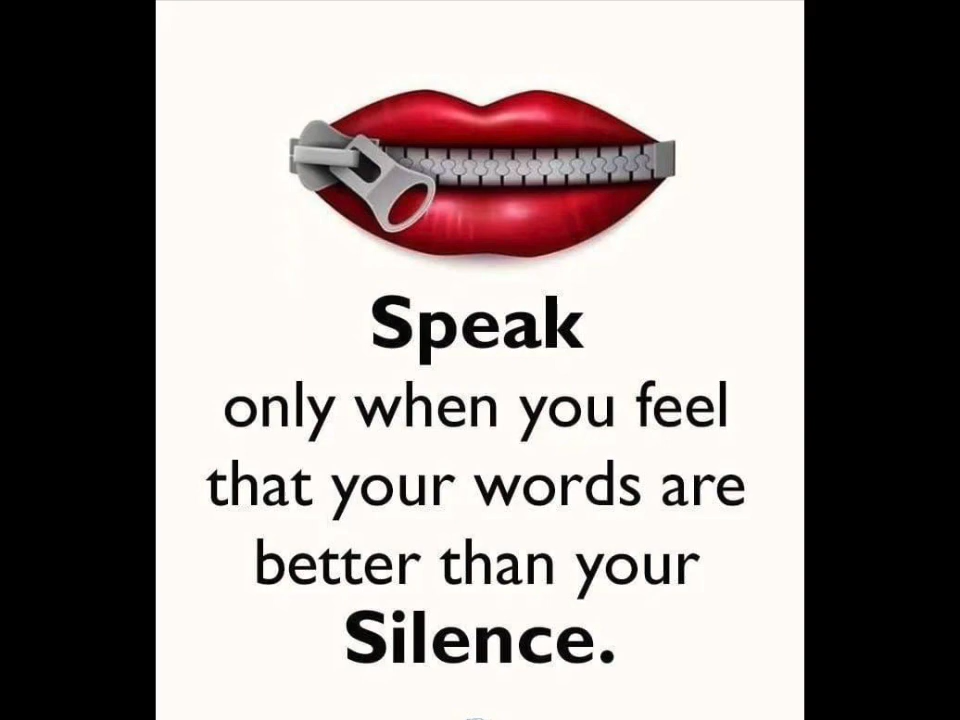 Speak
only when you feel
that your words are
better than your
Silence.